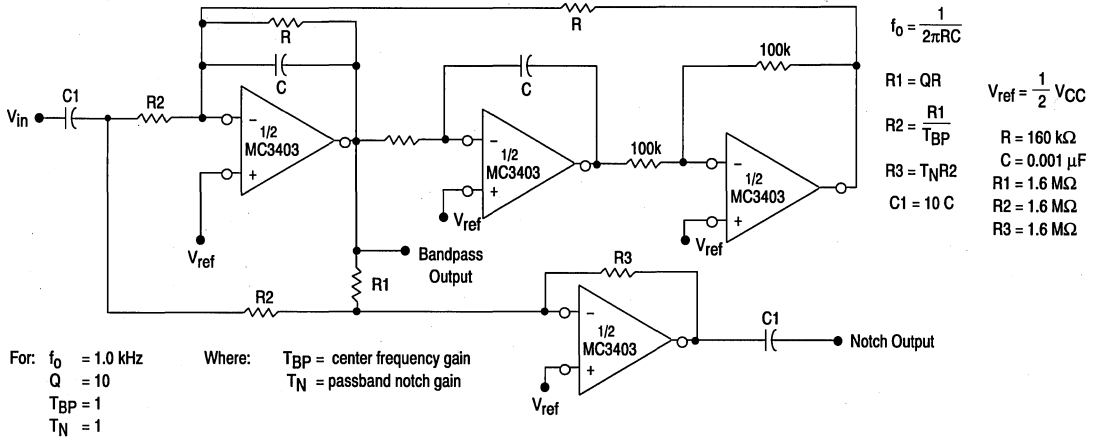 R
R
C
100k
C
C1
Vin
R2
1/2
MC3403
Vref
1/2
MC3403
Vref
100k
1/2
MC3403
Vref
Bandpass
Output
R1
R2
R3
1/2
MC3403
Vref
C1
Notch Output
fo = 1/2πRC
R1 = QR
R2 = R1/TBP
R3 = TNR2
C1 = 10 C
Vref = 1/2 VCC
R = 160 kΩ
C = 0.001 μF
R1 = 1.6 MΩ
R2 = 1.6 MΩ
R3 = 1.6 MΩ
For: fo = 1.0 kHz
Q = 10
TBP = 1
TN = 1
Where: TBP = center frequency gain
TN = passband notch gain